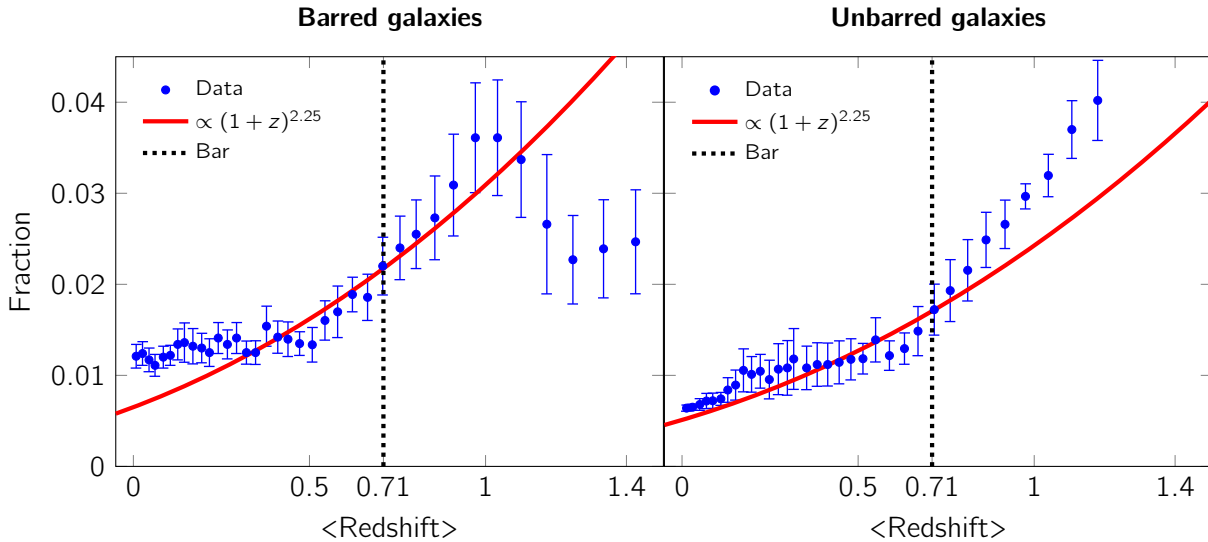 Barred galaxies
Unbarred galaxies
Data
∝ (1 + z)^2.25
Bar
Data
∝ (1 + z)^2.25
Bar
Fraction
0.04
0.03
0.02
0.01
0
0 0.5 0.71 1 1.4
0 0.5 0.71 1 1.4
<Redshift>
<Redshift>